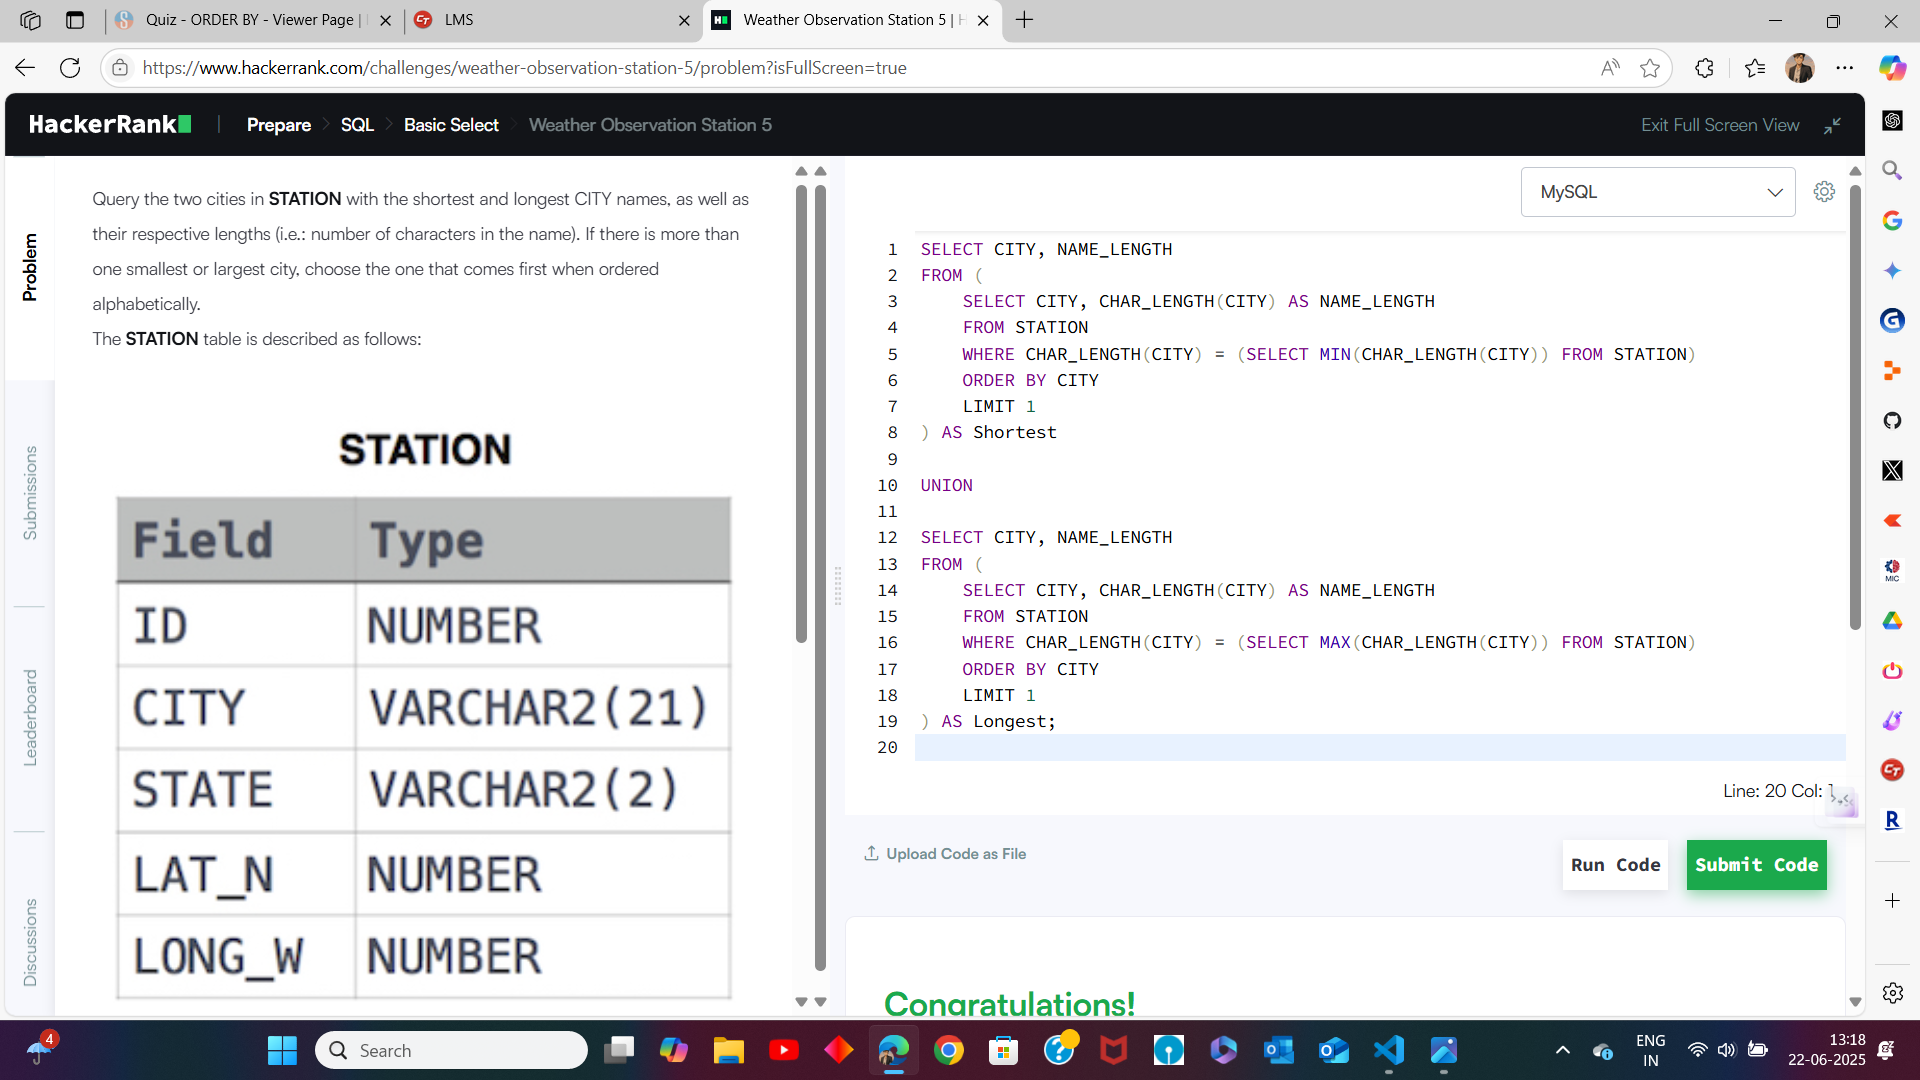 Quiz - ORDER BY - Viewer Page |
LMS
Weather Observation Station 5 | H
https://www.hackerrank.com/challenges/weather-observation-station-5/problem?isFullScreen=true
HackerRank
Prepare
SQL
Basic Select
Weather Observation Station 5
Exit Full Screen View
Problem
Submissions
Leaderboard
Discussions
Query the two cities in STATION with the shortest and longest CITY names, as well as
their respective lengths (i.e.: number of characters in the name). If there is more than
one smallest or largest city, choose the one that comes first when ordered
alphabetically.
The STATION table is described as follows:
STATION
Field Type
ID NUMBER
CITY VARCHAR2(21)
STATE VARCHAR2(2)
LAT_N NUMBER
LONG_W NUMBER
MySQL
1 SELECT CITY, NAME_LENGTH
2 FROM (
3 SELECT CITY, CHAR_LENGTH(CITY) AS NAME_LENGTH
4 FROM STATION
5 WHERE CHAR_LENGTH(CITY) = (SELECT MIN(CHAR_LENGTH(CITY)) FROM STATION)
6 ORDER BY CITY
7 LIMIT 1
8 ) AS Shortest
9
10 UNION
11
12 SELECT CITY, NAME_LENGTH
13 FROM (
14 SELECT CITY, CHAR_LENGTH(CITY) AS NAME_LENGTH
15 FROM STATION
16 WHERE CHAR_LENGTH(CITY) = (SELECT MAX(CHAR_LENGTH(CITY)) FROM STATION)
17 ORDER BY CITY
18 LIMIT 1
19 ) AS Longest;
20
Line: 20 Col: 1
Upload Code as File
Run Code
Submit Code
Congratulations!
MIC
4
Search
ENG
IN
13:18
22-06-2025